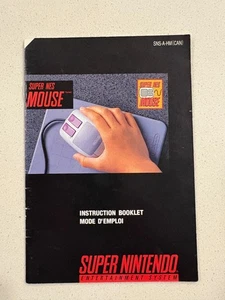 SNS-A-HM(CAN)
SUPER NES
MOUSE
SUPER NES
MOUSE
INSTRUCTION BOOKLET
MODE D'EMPLOI
SUPER NINTENDO
ENTERTAINMENT SYSTEM